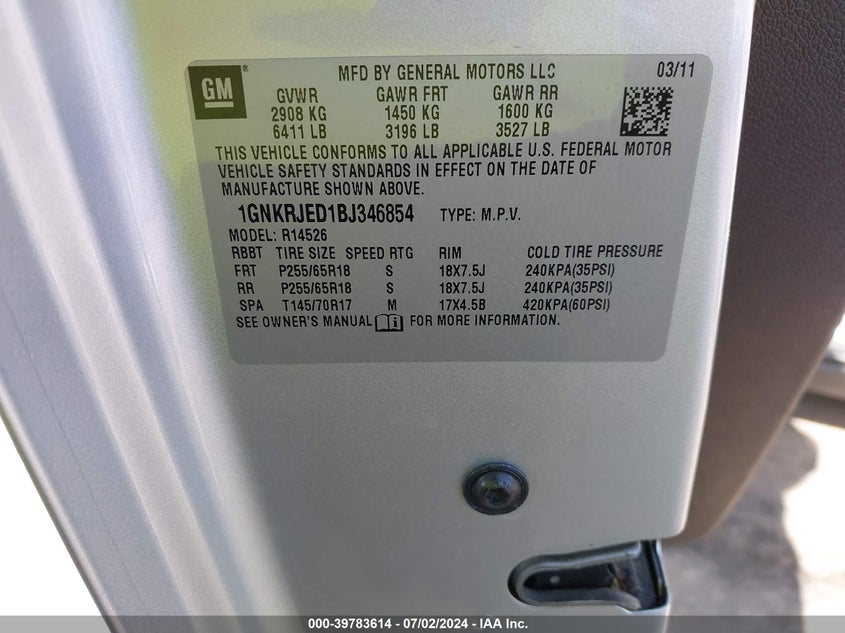 GM ®
MFD BY GENERAL MOTORS LLC 03/11
GVWR GAWR FRT GAWR RR
2908 KG 1450 KG 1600 KG
6411 LB 3196 LB 3527 LB
THIS VEHICLE CONFORMS TO ALL APPLICABLE U.S. FEDERAL MOTOR
VEHICLE SAFETY STANDARDS IN EFFECT ON THE DATE OF
MANUFACTURE SHOWN ABOVE.
1GNKRJED1BJ346854 TYPE: M.P.V.
MODEL: R14526
RBBT TIRE SIZE SPEED RTG RIM COLD TIRE PRESSURE
FRT P255/65R18 S 18X7.5J 240KPA(35PSI)
RR P255/65R18 S 18X7.5J 240KPA(35PSI)
SPA T145/70R17 M 17X4.5B 420KPA(60PSI)
SEE OWNER'S MANUAL i FOR MORE INFORMATION.
000-39783614 - 07/02/2024 - IAA Inc.